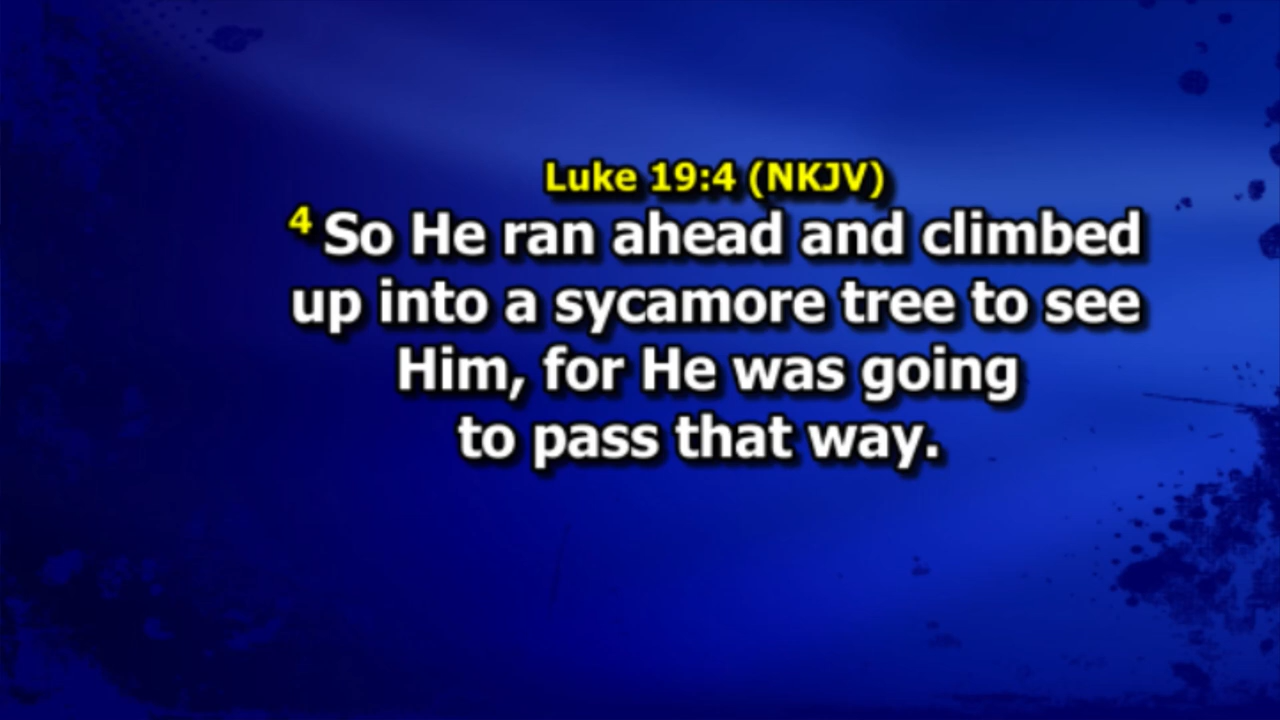 Luke 19:4 (NKJV)
4 So He ran ahead and climbed
up into a sycamore tree to see
Him, for He was going
to pass that way.